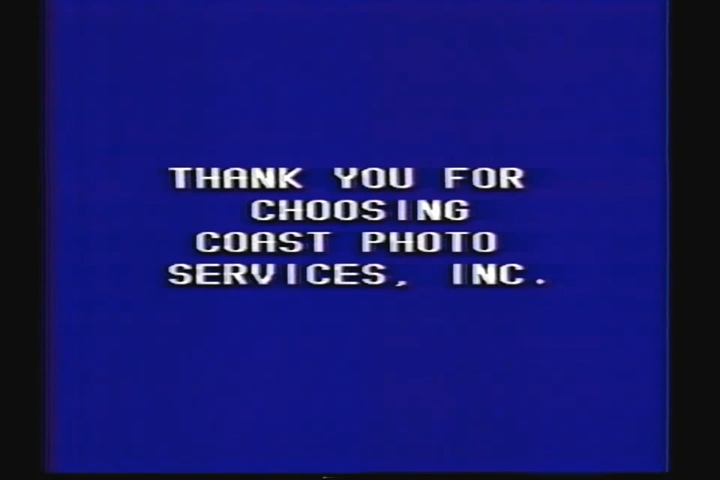 THANK YOU FOR
CHOOSING
COAST PHOTO
SERVICES, INC.